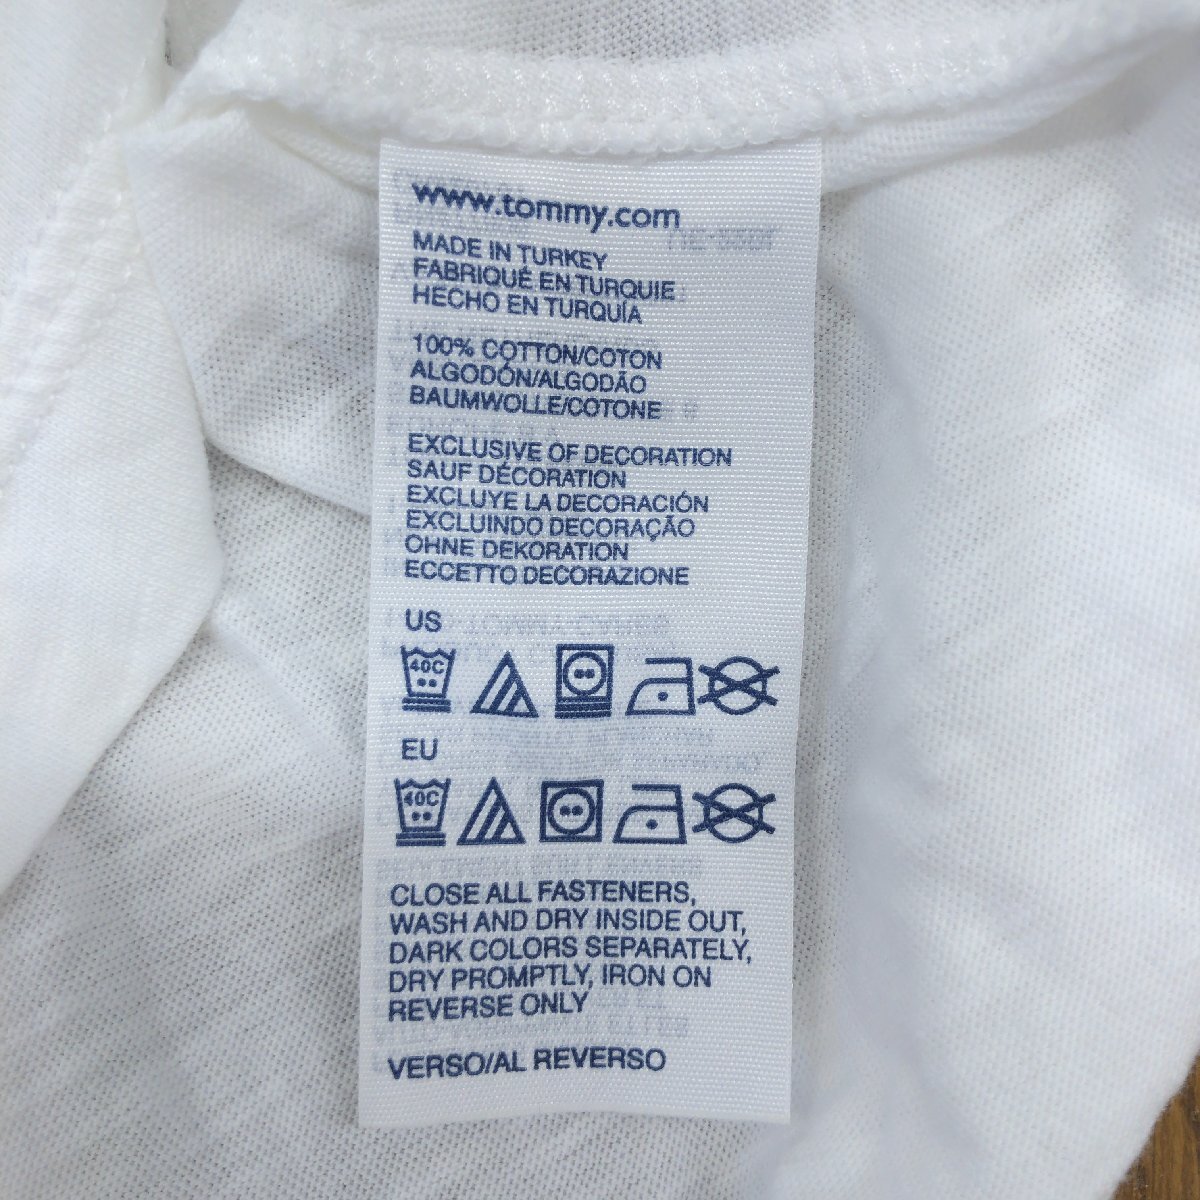 www.tommy.com
MADE IN TURKEY
FABRIQUÉ EN TURQUIE
HECHO EN TURQUÍA
100% COTTON/COTON
ALGODÓN/ALGODÃO
BAUMWOLLE/COTONE
EXCLUSIVE OF DECORATION
SAUF DÉCORATION
EXCLUYE LA DECORACIÓN
EXCLUINDO DECORAÇÃO
OHNE DEKORATION
ECCETTO DECORAZIONE
US
40C
EU
40C
CLOSE ALL FASTENERS,
WASH AND DRY INSIDE OUT,
DARK COLORS SEPARATELY,
DRY PROMPTLY, IRON ON
REVERSE ONLY
VERSO/AL REVERSO